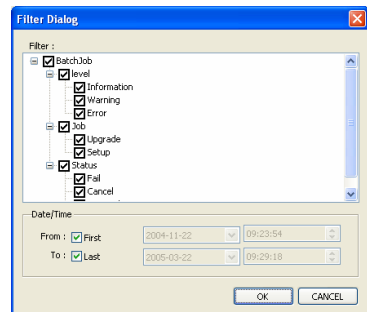 Filter Dialog
Filter :
BatchJob
level
Information
Warning
Error
Job
Upgrade
Setup
Status
Fail
Cancel
Date/Time
From : First 2004-11-22 09:23:54
To : Last 2005-03-22 09:29:18
OK CANCEL